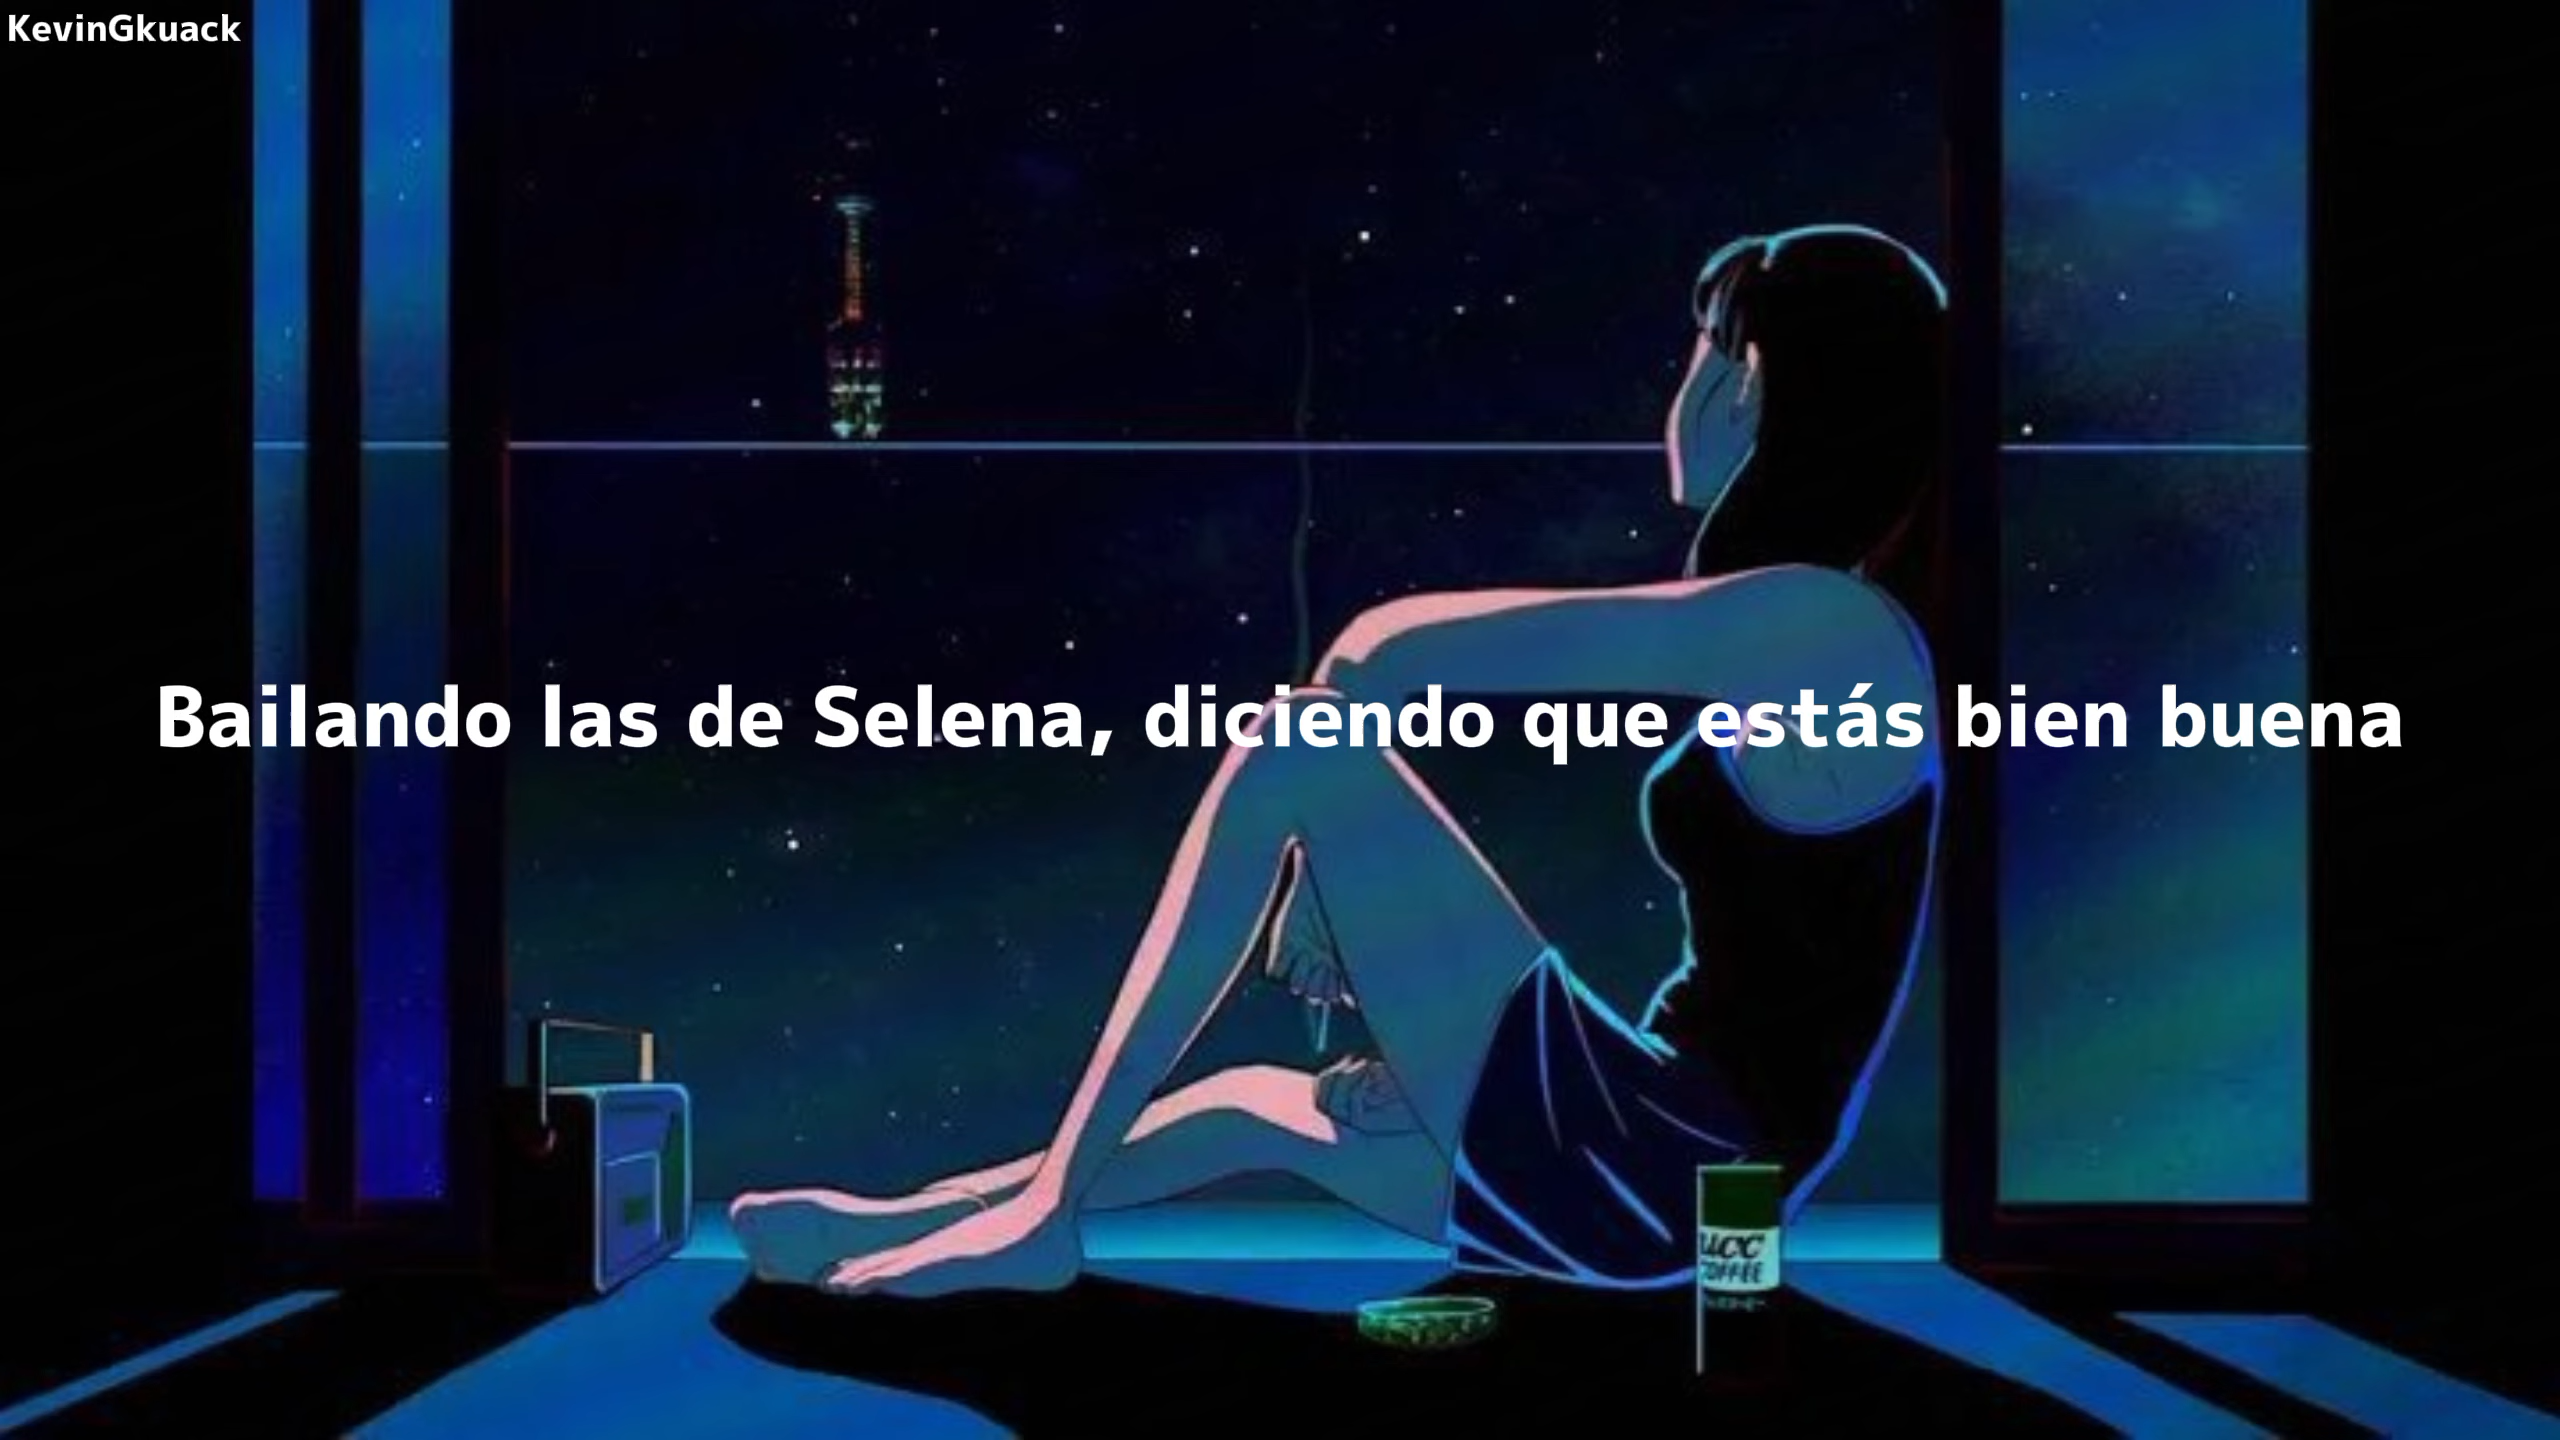 KevinGkuack
Bailando las de Selena, diciendo que estás bien buena
UCC
COFFEE